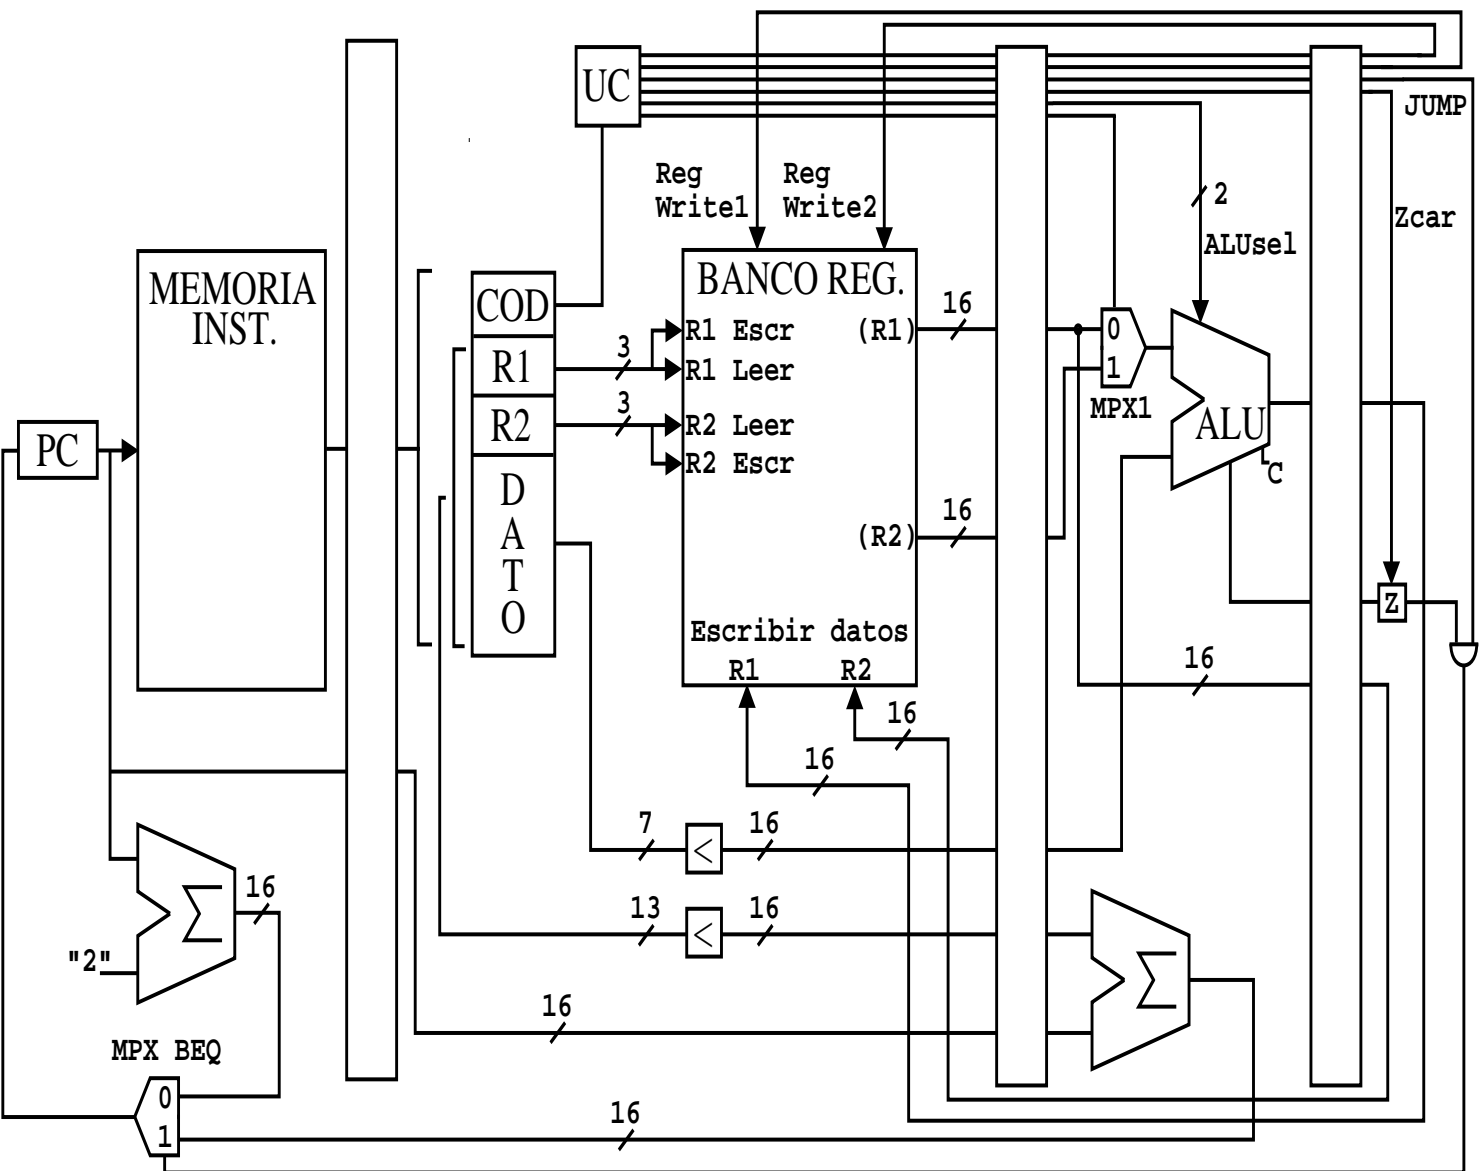 UC
JUMP
Reg
Write1
Reg
Write2
2
Zcar
ALUsel
MEMORIA
INST.
COD
R1
R2
D
A
T
O
BANCO REG.
R1 Escr
(R1)
R1 Leer
R2 Leer
R2 Escr
(R2)
Escribir datos
R1
R2
3
3
16
16
0
1
MPX1
ALU
C
Z
PC
16
16
16
7
<
16
13
<
16
Σ
16
"2"
Σ
16
MPX BEQ
0
1
16